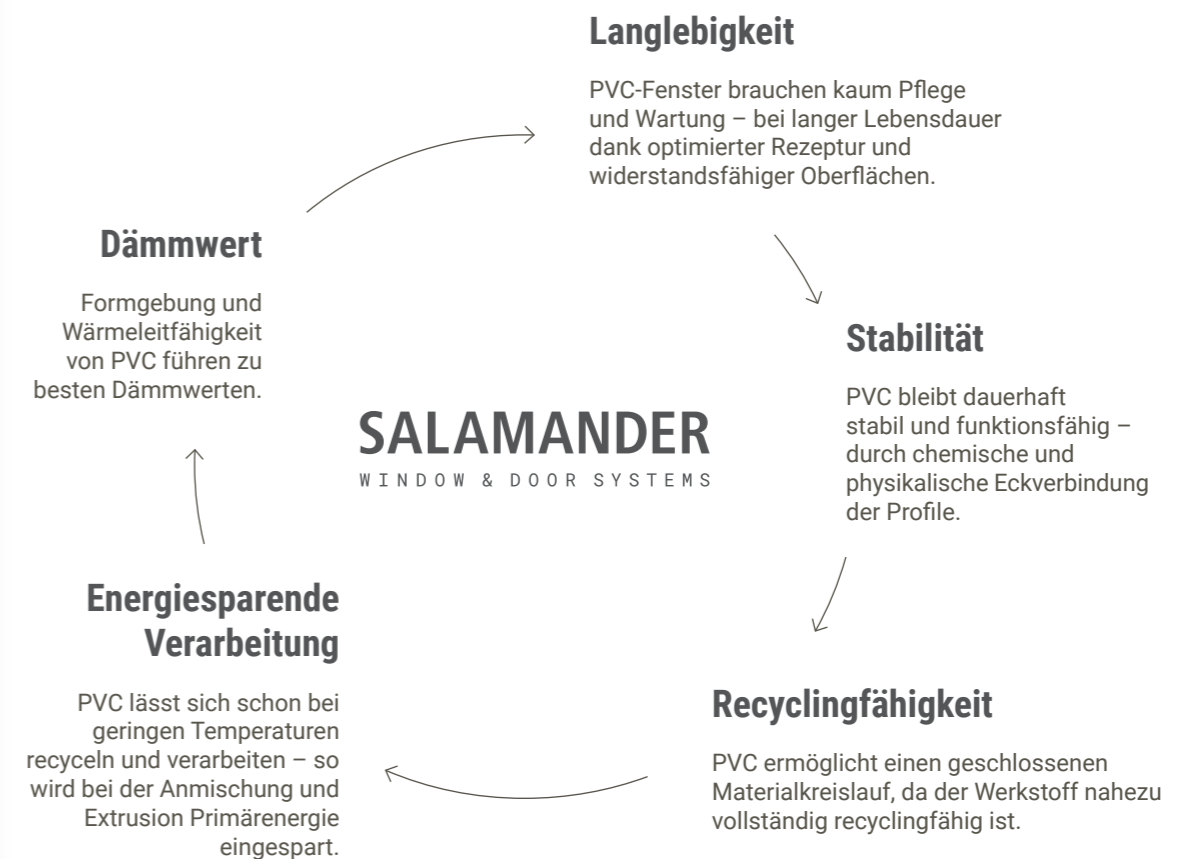 Langlebigkeit
PVC-Fenster brauchen kaum Pflege
und Wartung – bei langer Lebensdauer
dank optimierter Rezeptur und
widerstandsfähiger Oberflächen.
Stabilität
PVC bleibt dauerhaft
stabil und funktionsfähig –
durch chemische und
physikalische Eckverbindung
der Profile.
Recyclingfähigkeit
PVC ermöglicht einen geschlossenen
Materialkreislauf, da der Werkstoff nahezu
vollständig recyclingfähig ist.
Energiesparende
Verarbeitung
PVC lässt sich schon bei
geringen Temperaturen
recyceln und verarbeiten – so
wird bei der Anmischung und
Extrusion Primärenergie
eingespart.
Dämmwert
Formgebung und
Wärmeleitfähigkeit
von PVC führen zu
besten Dämmwerten.
SALAMANDER
WINDOW & DOOR SYSTEMS